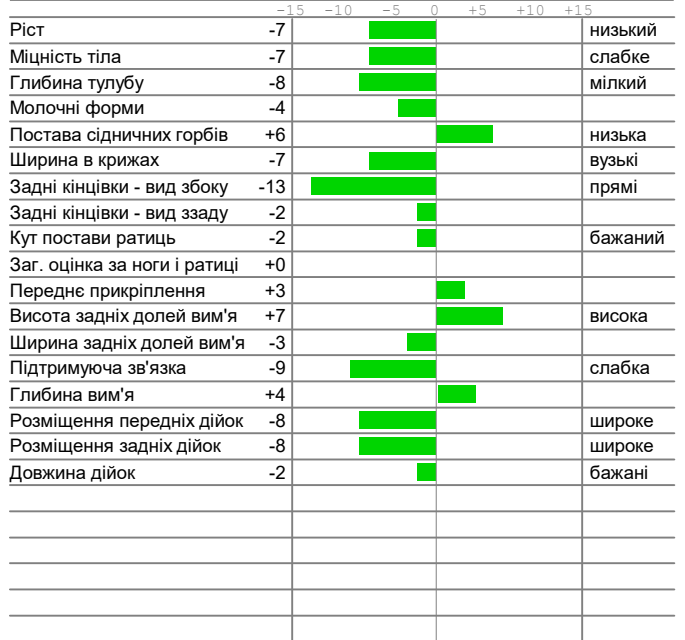 -15 -10 -5 0 +5 +10 +15
Ріст -7 низький
Міцність тіла -7 слабке
Глибина тулубу -8 мілкий
Молочні форми -4
Постава сідничних горбів +6 низька
Ширина в крижах -7 вузькі
Задні кінцівки - вид збоку -13 прямі
Задні кінцівки - вид ззаду -2
Кут постави ратиць -2 бажаний
Заг. оцінка за ноги і ратиці +0
Переднє прикріплення +3
Висота задніх долей вим'я +7 висока
Ширина задніх долей вим'я -3
Підтримуюча зв'язка -9 слабка
Глибина вим'я +4
Розміщення передніх дійок -8 широке
Розміщення задніх дійок -8 широке
Довжина дійок -2 бажані